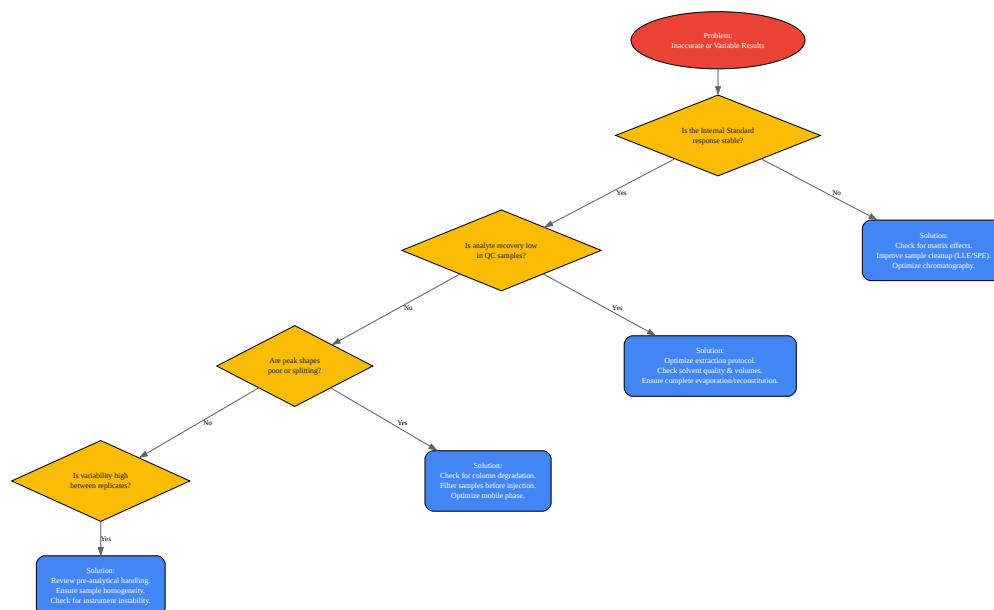 Problem:
Inaccurate or Variable Results
Is the Internal Standard
response stable?
Yes
No
Is analyte recovery low
in QC samples?
Solution:
Check for matrix effects.
Improve sample cleanup (LLE/SPE).
Optimize chromatography.
No
Yes
Are peak shapes
poor or splitting?
Solution:
Optimize extraction protocol.
Check solvent quality & volumes.
Ensure complete evaporation/reconstitution.
No
Yes
Is variability high
between replicates?
Solution:
Check for column degradation.
Filter samples before injection.
Optimize mobile phase.
Yes
Solution:
Review pre-analytical handling.
Ensure sample homogeneity.
Check for instrument instability.